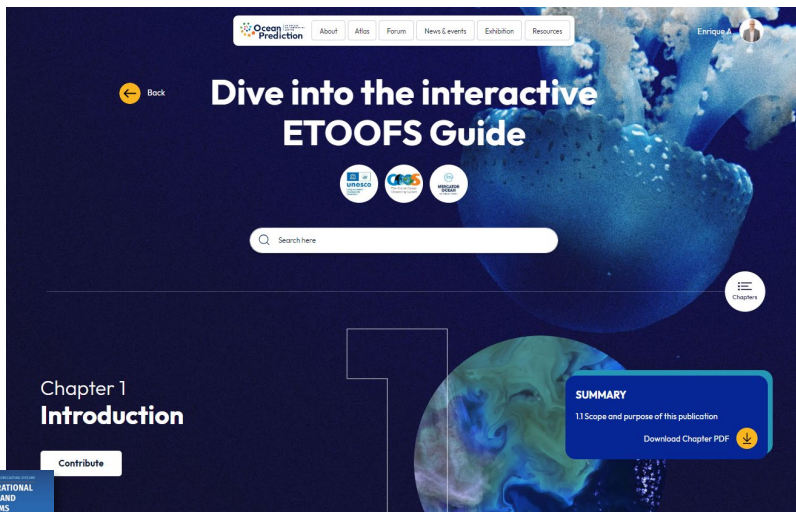 Ocean
Prediction
About
Atlas
Forum
News & events
Exhibition
Resources
Enrique A
Back
Dive into the interactive
ETOOFS Guide
unesco
MERCATOR
OCEAN
Search here
Chapters
1
Chapter 1
Introduction
SUMMARY
1.1 Scope and purpose of this publication
Download Chapter PDF
Contribute
RATIONAL
AND
MS